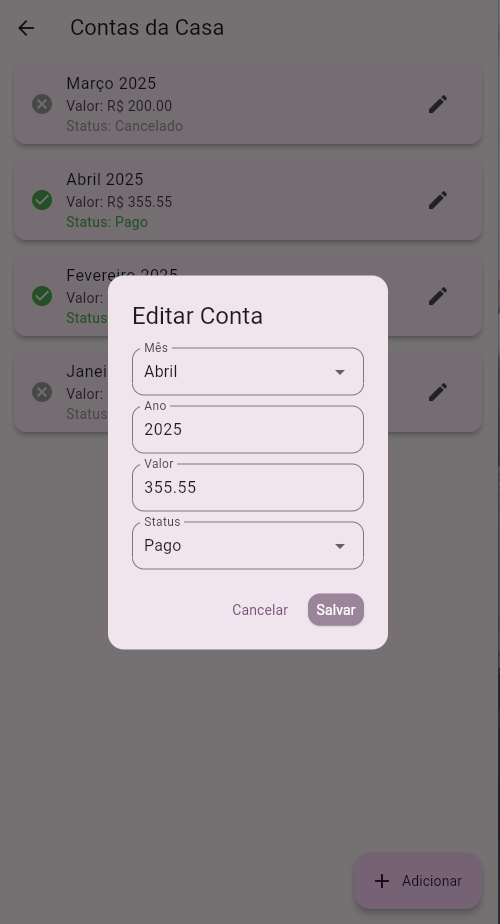 Contas da Casa
Março 2025
Valor: R$ 200.00
Status: Cancelado
Abril 2025
Valor: R$ 355.55
Status: Pago
Fevereiro 2025
Valor:
Status
Editar Conta
Mês
Abril
Ano
2025
Valor
355.55
Status
Pago
Cancelar
Salvar
Valor:
Status
Adicionar